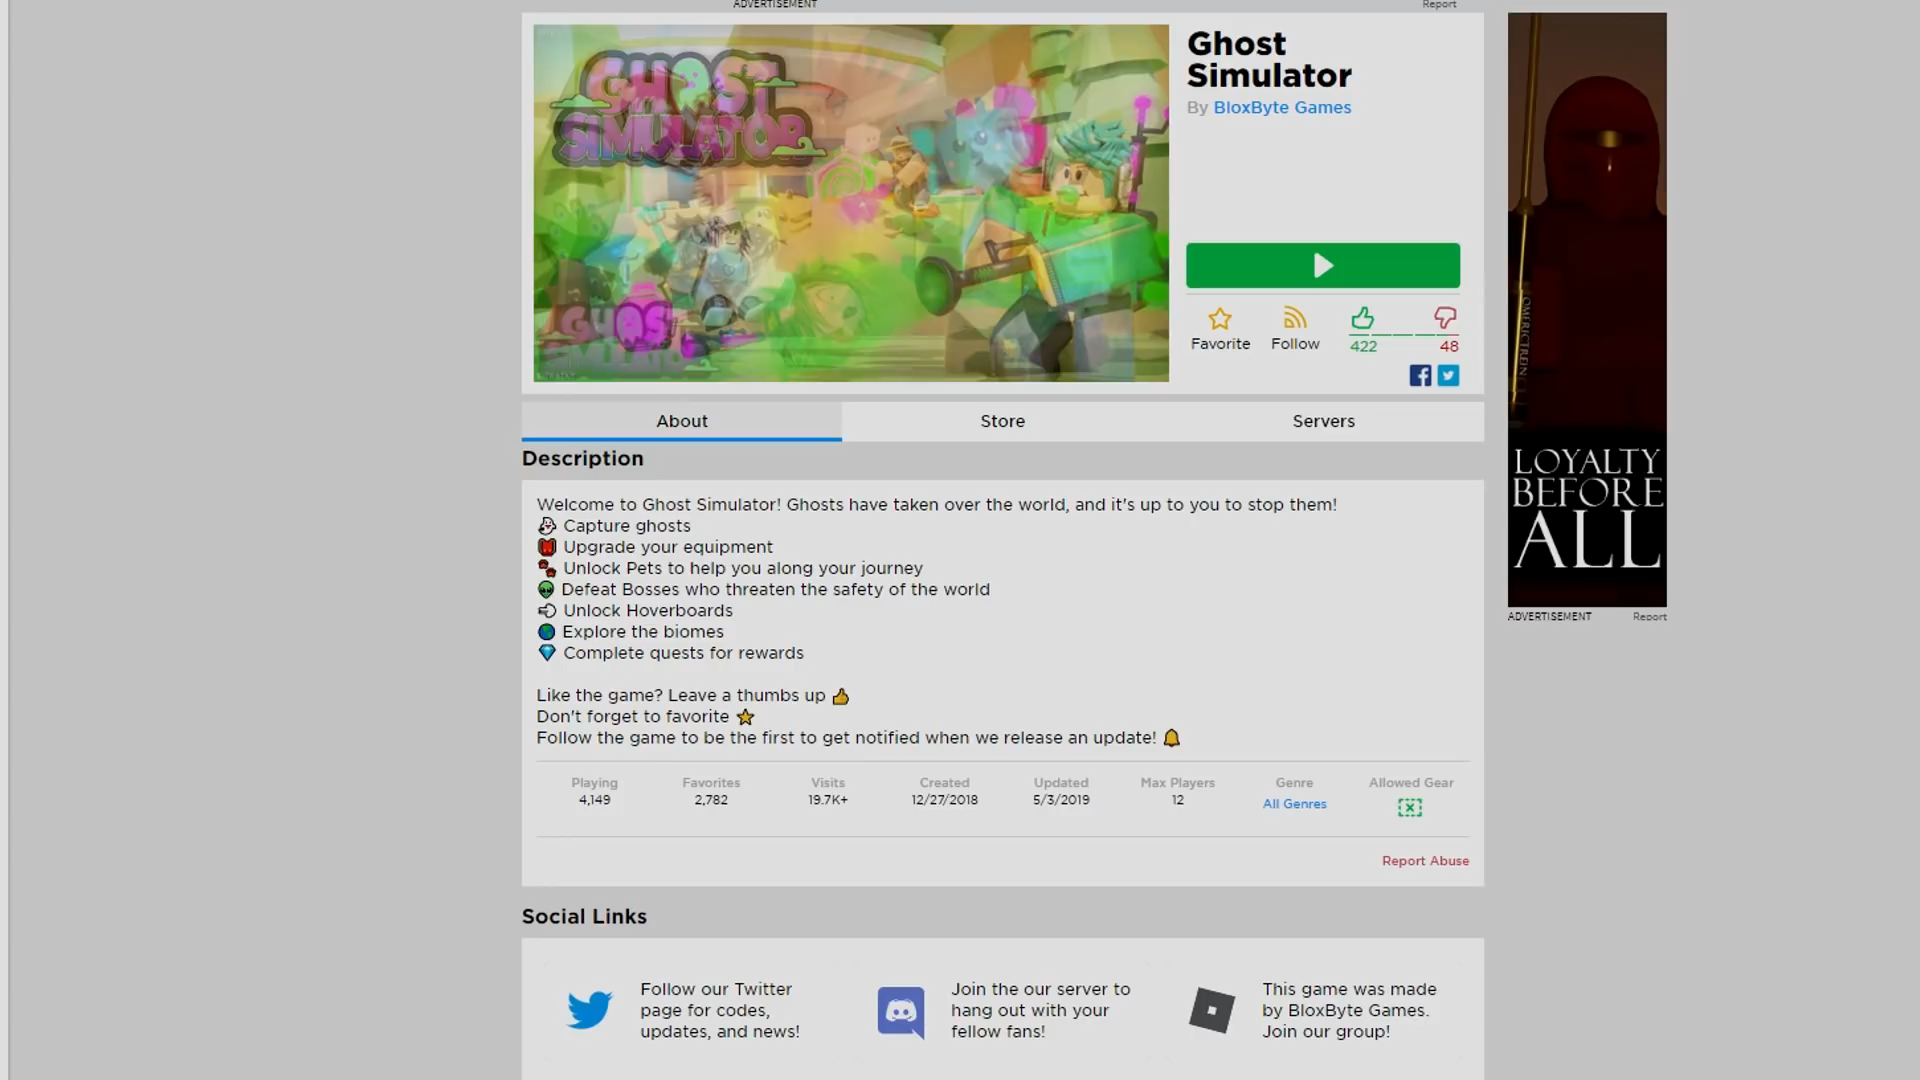 ADVERTISEMENT
Report
GHOST
SIMULATOR
GHOST
SIMULATOR
Ghost
Simulator
By BloxByte Games
Favorite
Follow
422
48
About
Store
Servers
Description
Welcome to Ghost Simulator! Ghosts have taken over the world, and it's up to you to stop them!
Capture ghosts
Upgrade your equipment
Unlock Pets to help you along your journey
Defeat Bosses who threaten the safety of the world
Unlock Hoverboards
Explore the biomes
Complete quests for rewards
Like the game? Leave a thumbs up
Don't forget to favorite
Follow the game to be the first to get notified when we release an update!
Playing
4,149
Favorites
2,782
Visits
19.7K+
Created
12/27/2018
Updated
5/3/2019
Max Players
12
Genre
All Genres
Allowed Gear
Report Abuse
LOYALTY
BEFORE
ALL
ADVERTISEMENT
Report
Social Links
Follow our Twitter
page for codes,
updates, and news!
Join the our server to
hang out with your
fellow fans!
This game was made
by BloxByte Games.
Join our group!